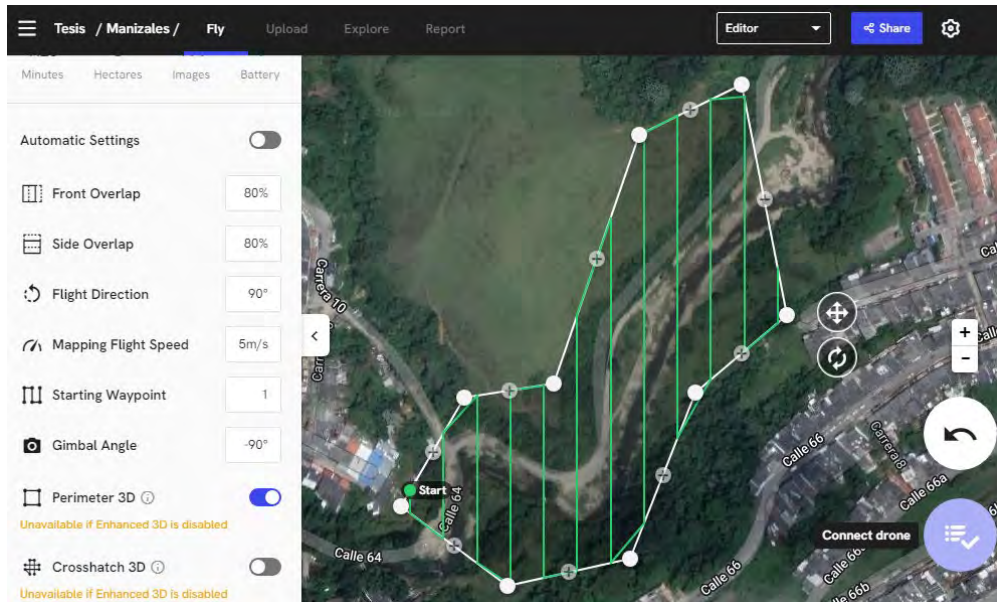 Tesis / Manizales / Fly Upload Explore Report Editor Share
Minutes Hectares Images Battery
Automatic Settings
Front Overlap 80%
Side Overlap 80%
Flight Direction 90°
Mapping Flight Speed 5m/s
Starting Waypoint 1
Gimbal Angle -90°
Perimeter 3D
Unavailable if Enhanced 3D is disabled
Crosshatch 3D
Unavailable if Enhanced 3D is disabled
Carrera 10
Start
Calle 64
Calle 64
Calle 66
Calle 66
Carrera 8
Calle 66a
Calle 66b
Connect drone
+
-